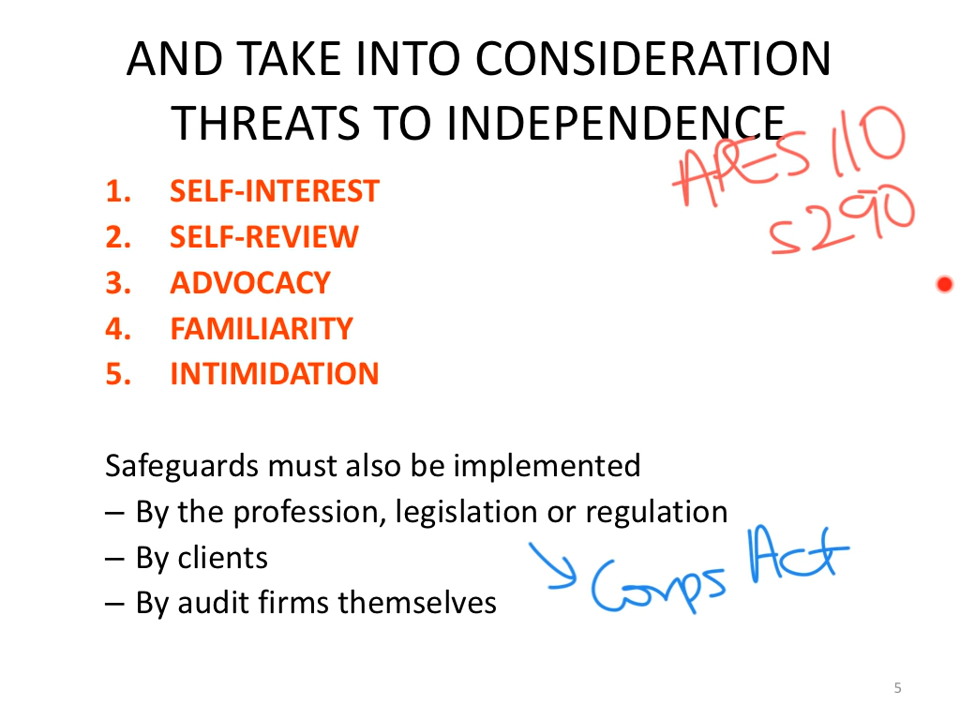 AND TAKE INTO CONSIDERATION
THREATS TO INDEPENDENCE
APES 110
S290
1. SELF-INTEREST
2. SELF-REVIEW
3. ADVOCACY
4. FAMILIARITY
5. INTIMIDATION
Safeguards must also be implemented
– By the profession, legislation or regulation
– By clients
Corps Act
– By audit firms themselves
5